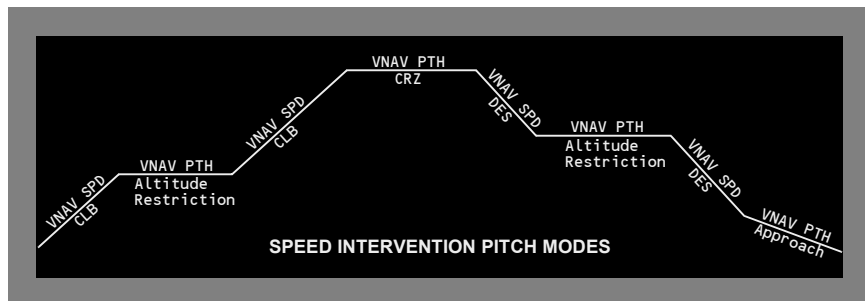 VNAV SPD
CLB
VNAV PTH
Altitude
Restriction
VNAV SPD
CLB
VNAV PTH
CRZ
VNAV SPD
DES
VNAV PTH
Altitude
Restriction
VNAV SPD
DES
VNAV PTH
Approach
SPEED INTERVENTION PITCH MODES